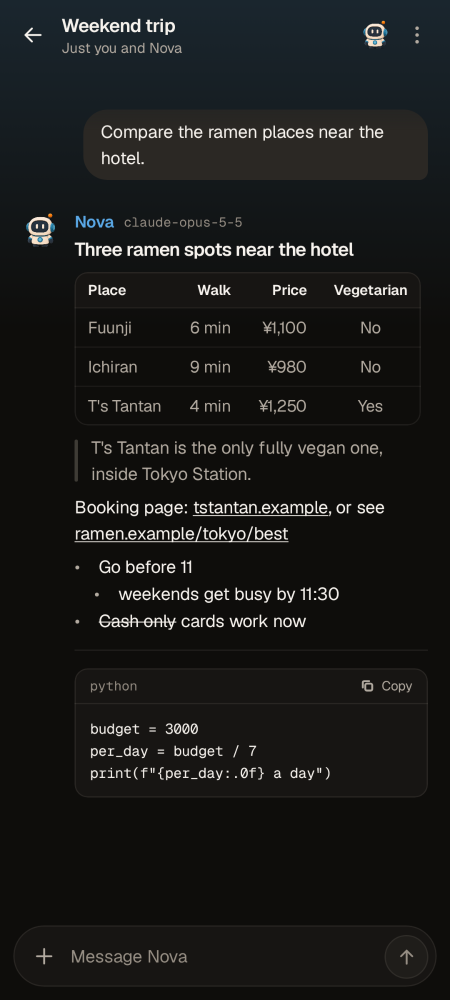 Weekend trip
Just you and Nova
Compare the ramen places near the
hotel.
Nova claude-opus-5-5
Three ramen spots near the hotel
Place Walk Price Vegetarian
Fuunji 6 min ¥1,100 No
Ichiran 9 min ¥980 No
T's Tantan 4 min ¥1,250 Yes
T's Tantan is the only fully vegan one,
inside Tokyo Station.
Booking page: tstantan.example, or see
ramen.example/tokyo/best
• Go before 11
• weekends get busy by 11:30
• Cash only cards work now
python Copy
budget = 3000
per_day = budget / 7
print(f"{per_day:.0f} a day")
Message Nova